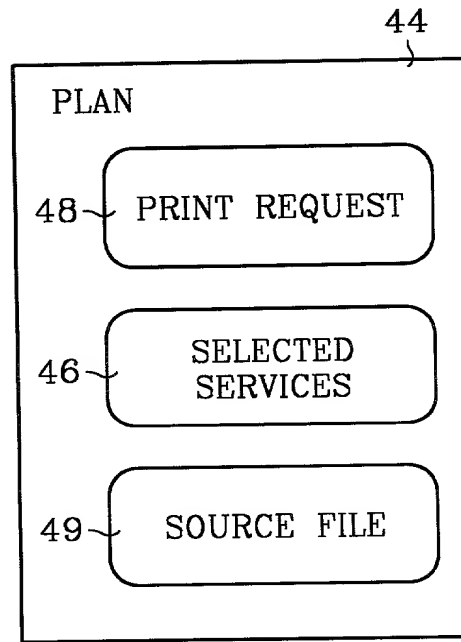 44
PLAN
48 PRINT REQUEST
46 SELECTED
SERVICES
49 SOURCE FILE